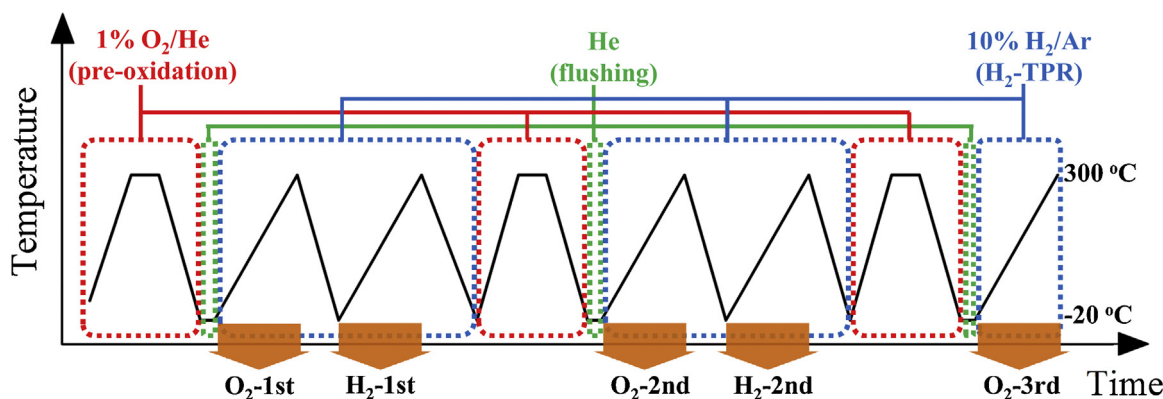 1% O₂/He
(pre-oxidation)
He
(flushing)
10% H₂/Ar
(H₂-TPR)
Temperature
300 °C
-20 °C
O₂-1st
H₂-1st
O₂-2nd
H₂-2nd
O₂-3rd
Time